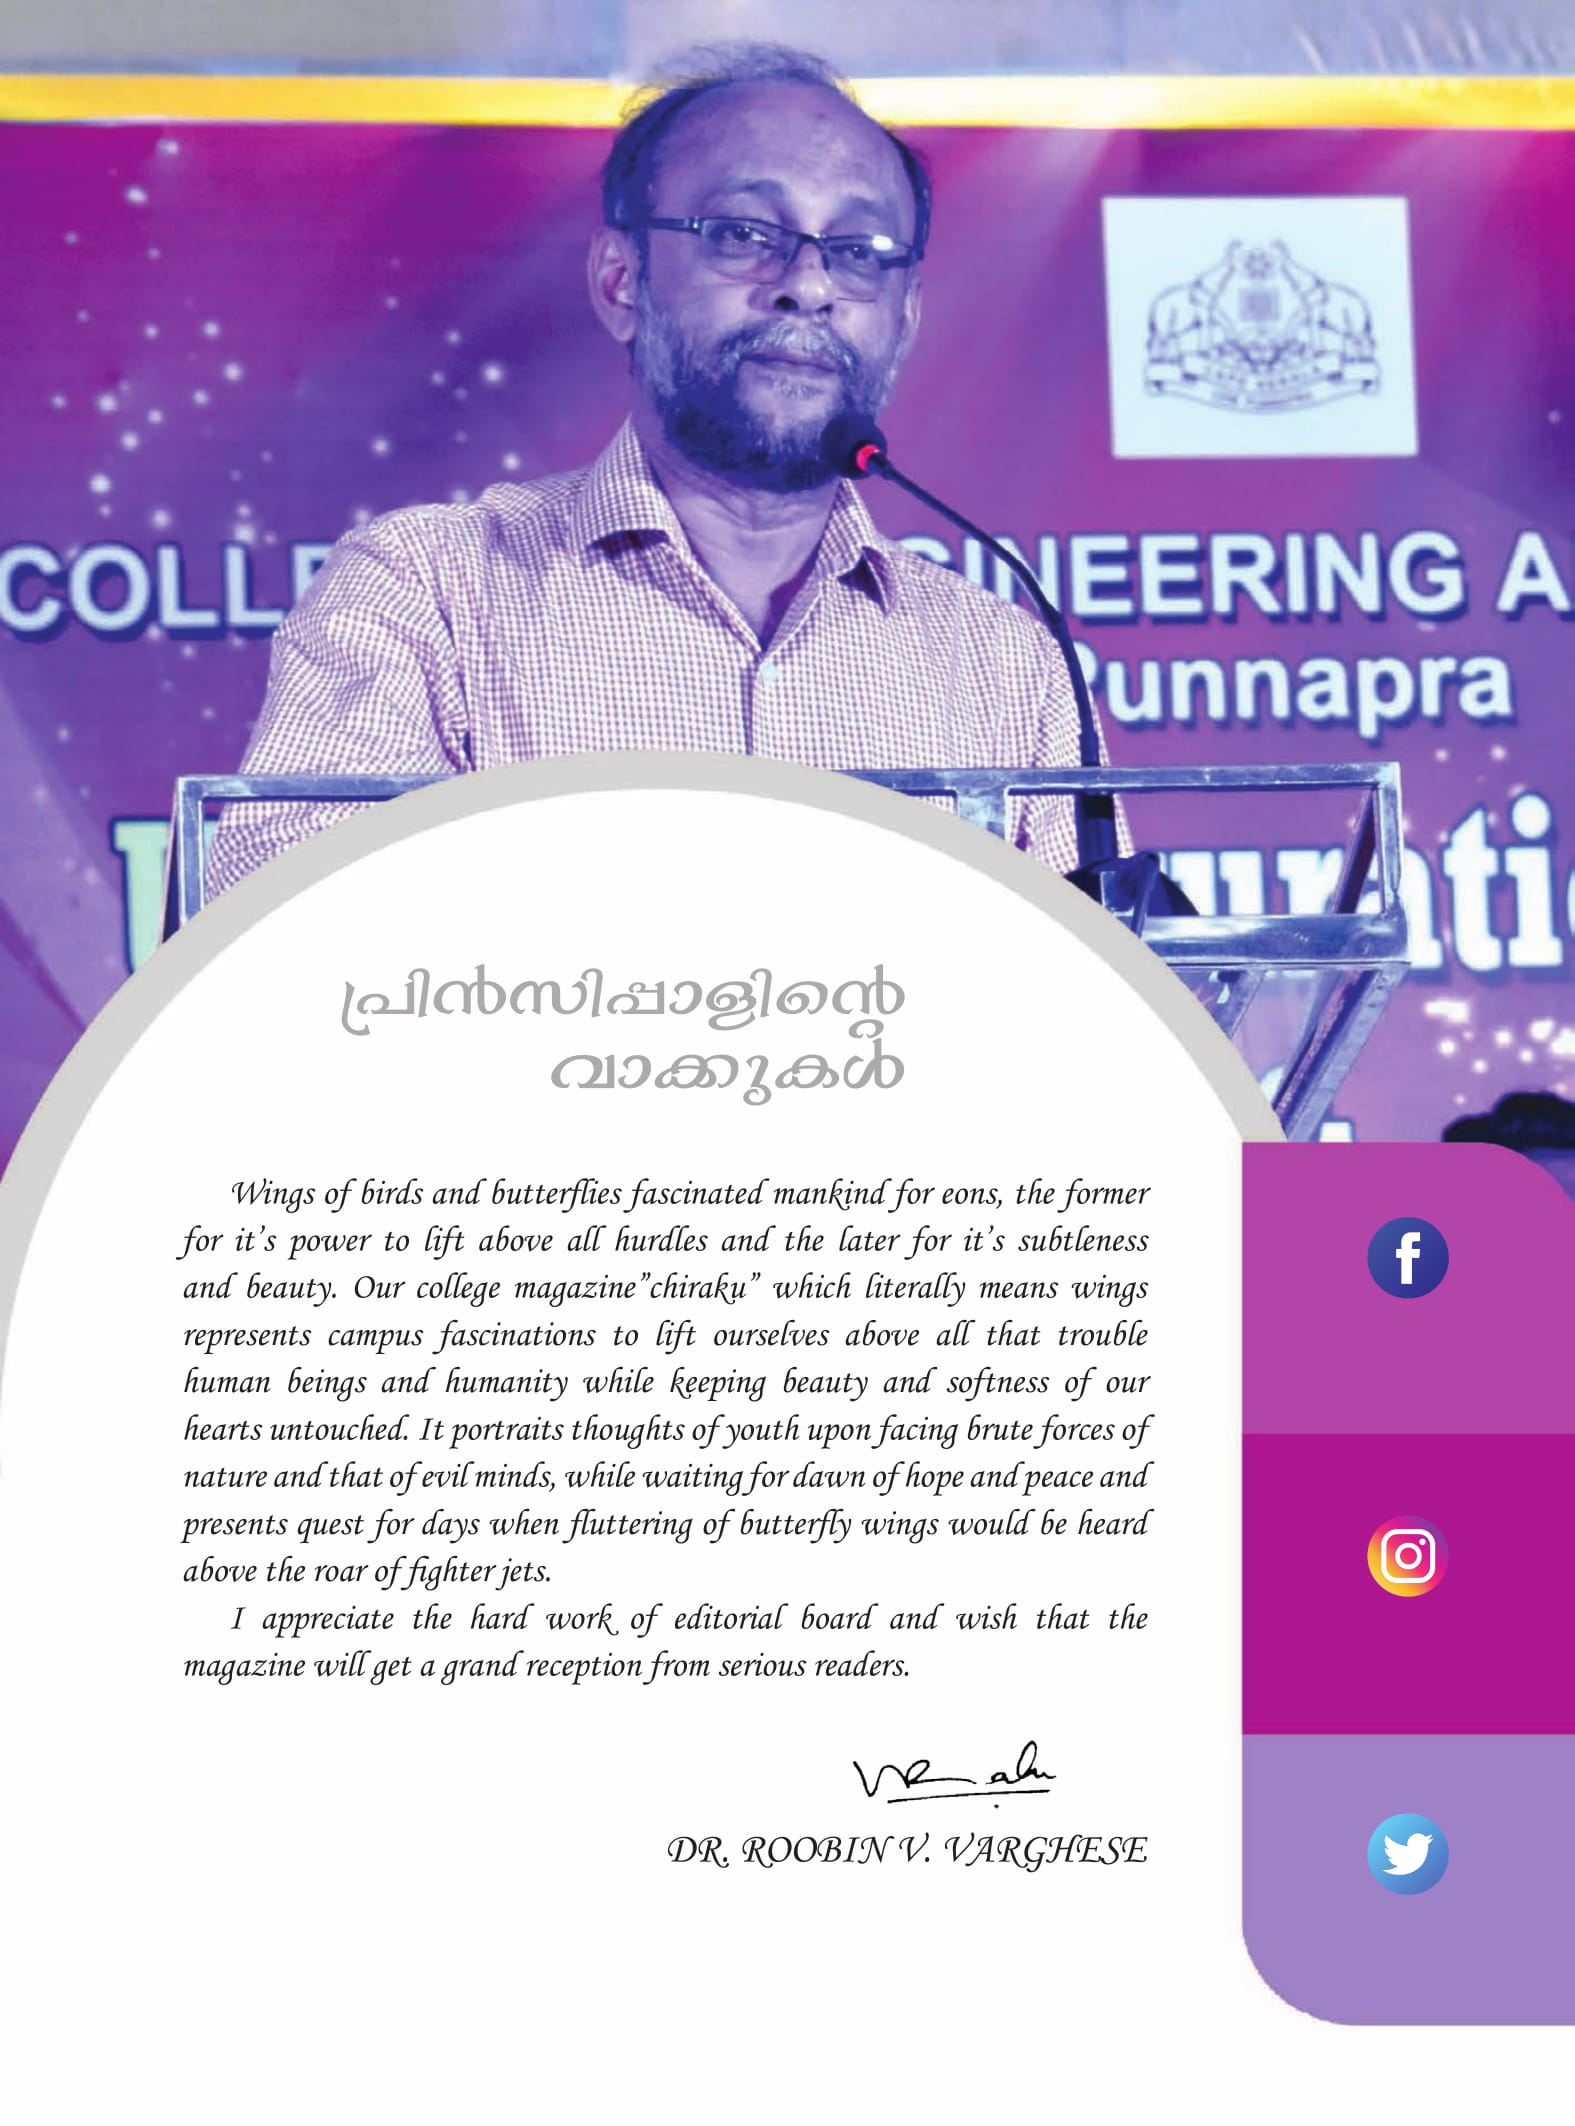 COLLE
INEERING A
Punnapra
urati
പ്രിൻസിപ്പാളിന്റെ
വാക്കുകൾ
Wings of birds and butterflies fascinated mankind for eons, the former
for it's power to lift above all hurdles and the later for it's subtleness
and beauty. Our college magazine”chiraku” which literally means wings
represents campus fascinations to lift ourselves above all that trouble
human beings and humanity while keeping beauty and softness of our
hearts untouched. It portraits thoughts of youth upon facing brute forces of
nature and that of evil minds, while waiting for dawn of hope and peace and
presents quest for days when fluttering of butterfly wings would be heard
above the roar of fighter jets.
I appreciate the hard work of editorial board and wish that the
magazine will get a grand reception from serious readers.
DR. ROOBIN V. VARGHESE